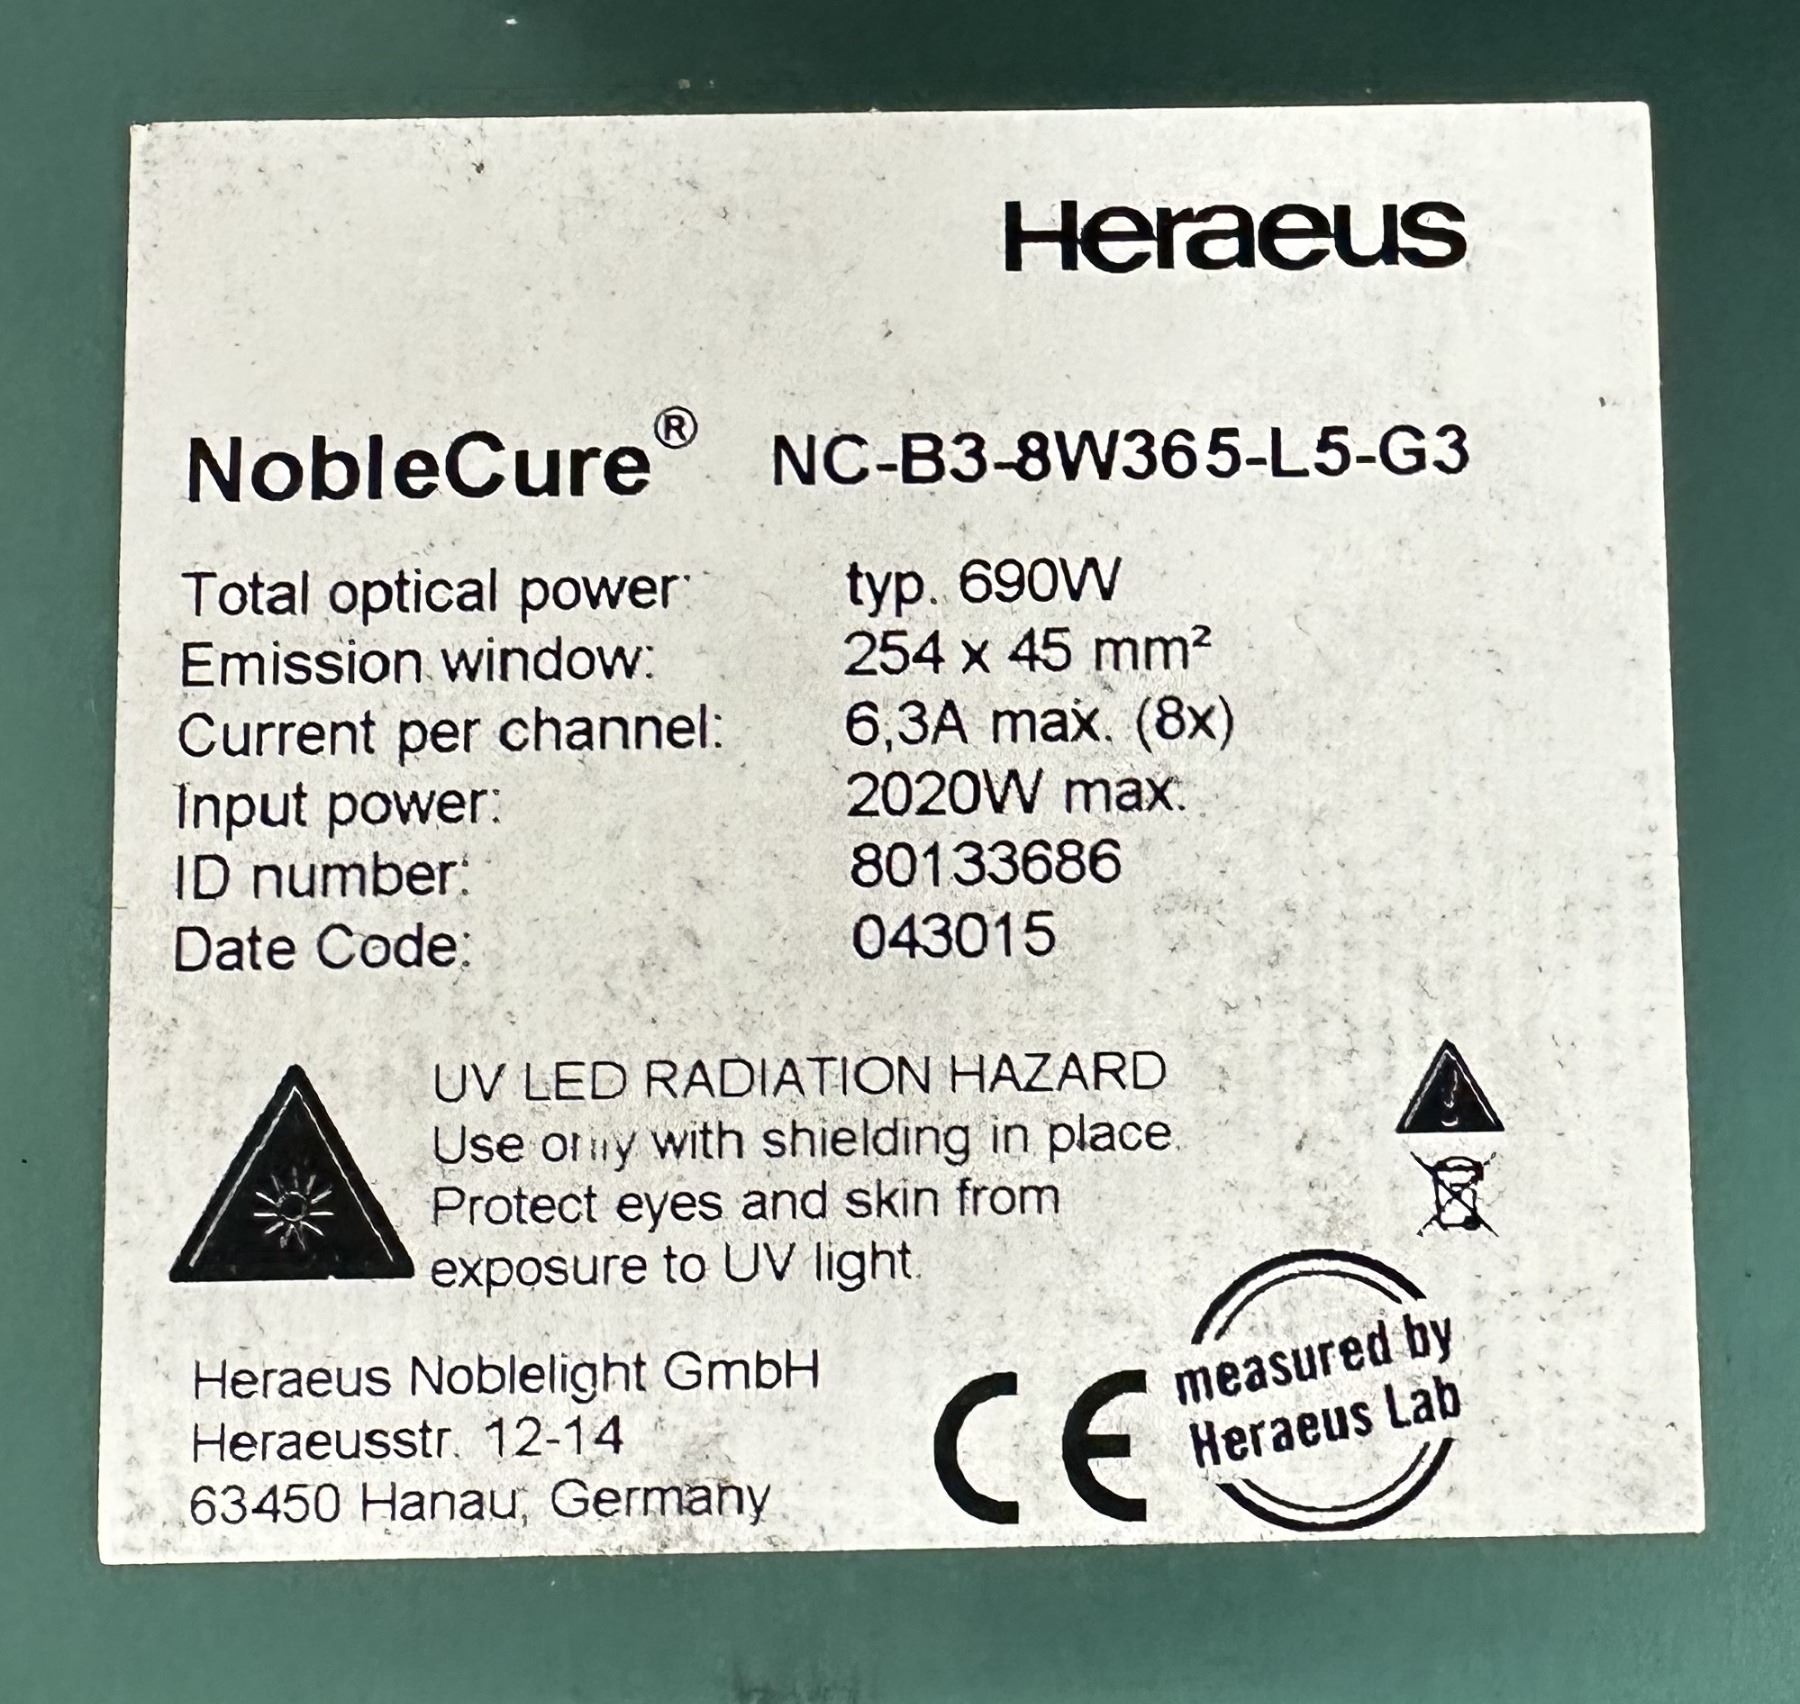 Heraeus
NobleCure® NC-B3-8W365-L5-G3
Total optical power: typ. 690W
Emission window: 254 x 45 mm²
Current per channel: 6,3A max. (8x)
Input power: 2020W max.
ID number: 80133686
Date Code: 043015
UV LED RADIATION HAZARD
Use only with shielding in place.
Protect eyes and skin from
exposure to UV light.
Heraeus Noblelight GmbH
Heraeusstr. 12-14
63450 Hanau, Germany
CE
measured by
Heraeus Lab